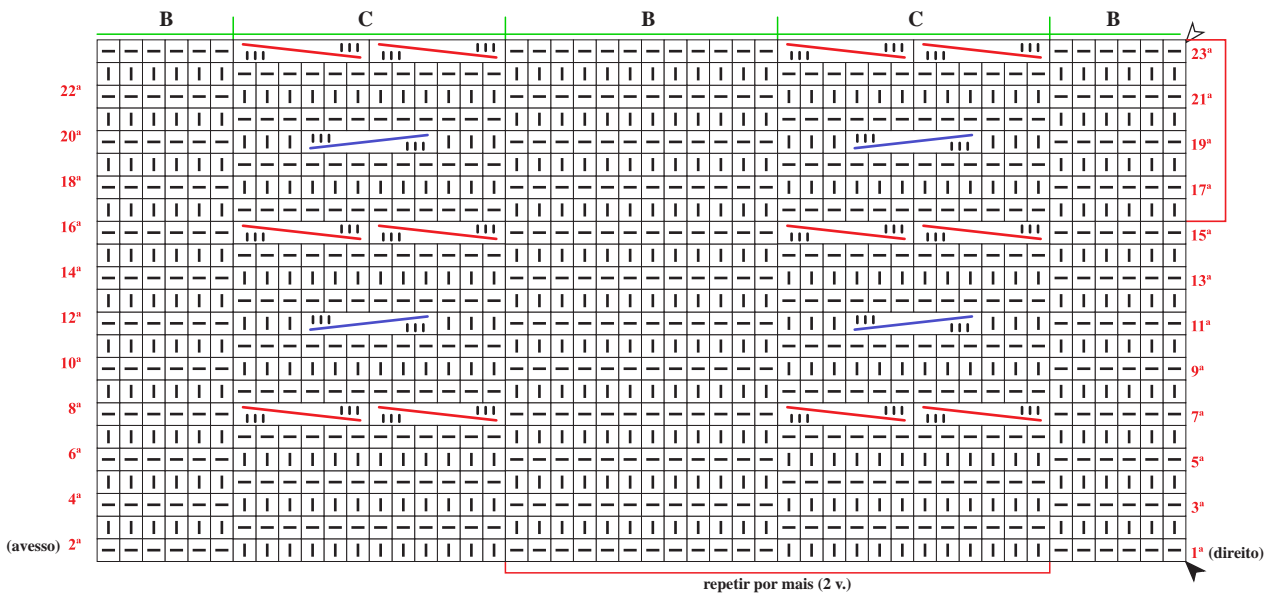 B C B C B
23ª
22ª 21ª
20ª 19ª
18ª 17ª
16ª 15ª
14ª 13ª
12ª 11ª
10ª 9ª
8ª 7ª
6ª 5ª
4ª 3ª
(avesso) 2ª 1ª (direito)
repetir por mais (2 v.)